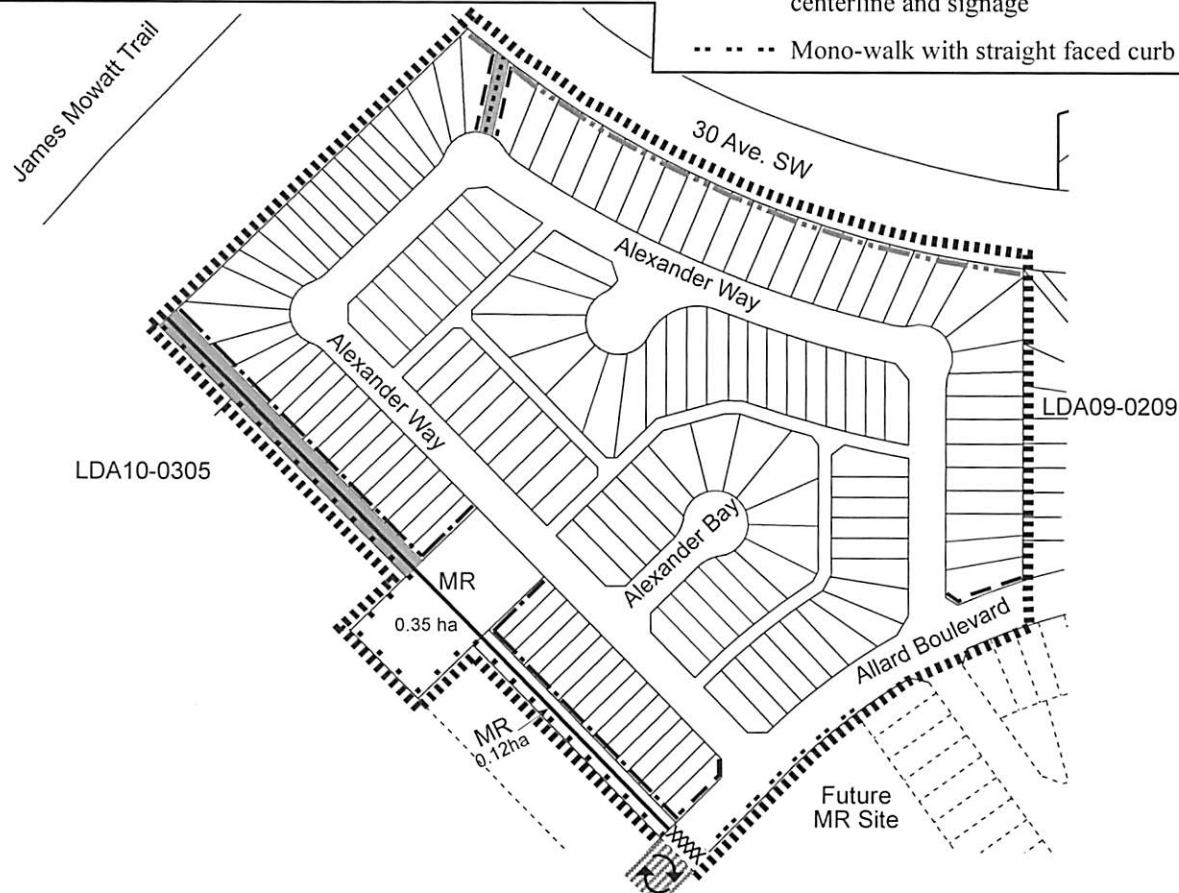 centerline and signage
Mono-walk with straight faced curb
James Mowatt Trail
30 Ave. SW
Alexander Way
Alexander Way
LDA09-0209
LDA10-0305
Alexander Bay
MR
0.35 ha
Allard Boulevard
MR
0.12ha
Future
MR Site